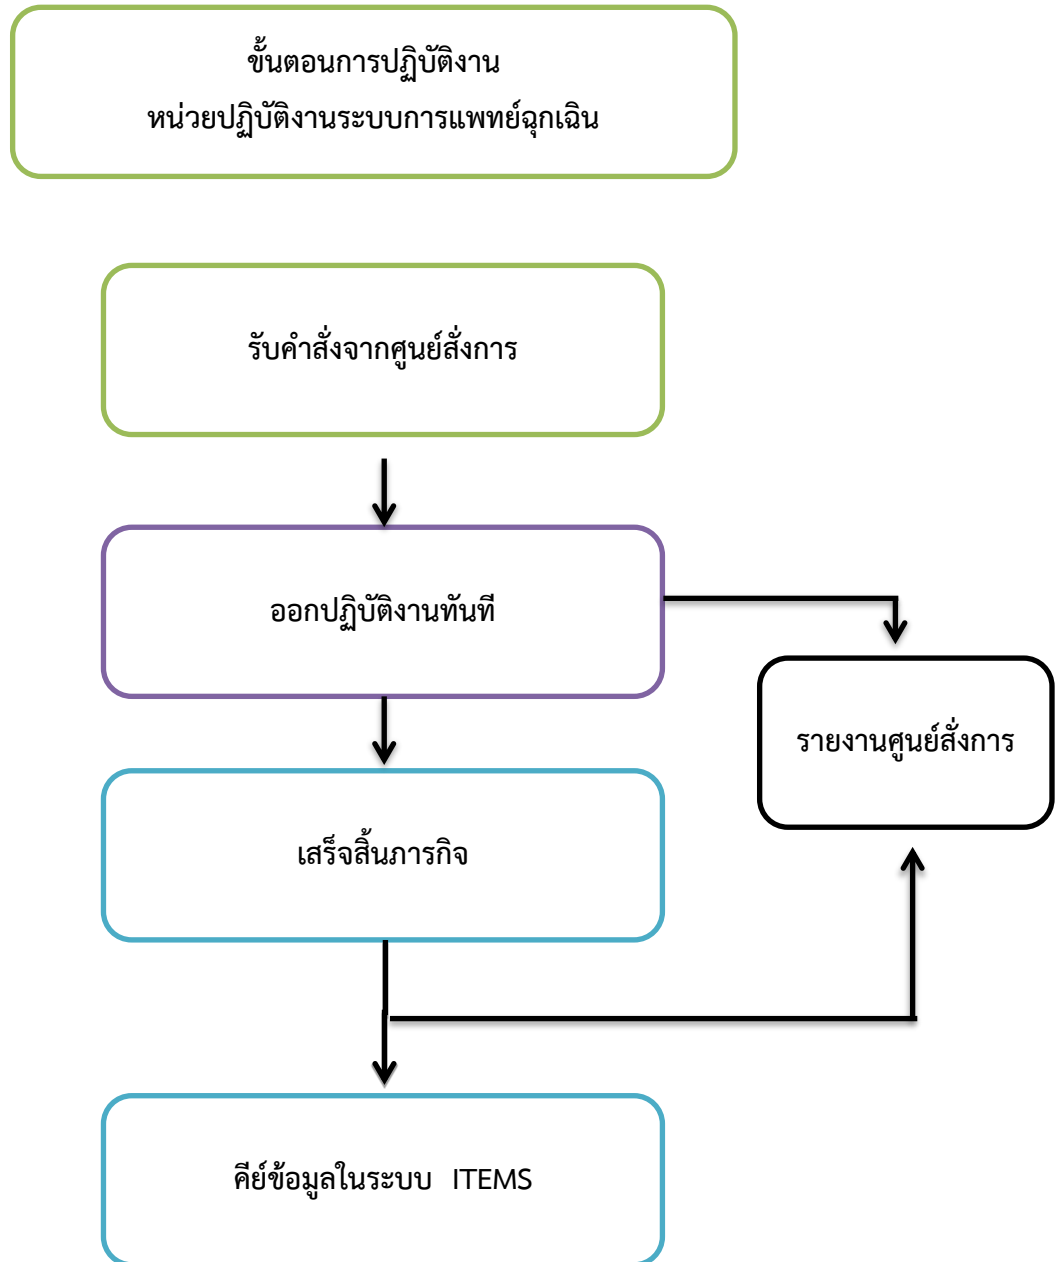 ขั้นตอนการปฏิบัติงาน
หน่วยปฏิบัติงานระบบการแพทย์ฉุกเฉิน
รับคำสั่งจากศูนย์สั่งการ
ออกปฏิบัติงานทันที
รายงานศูนย์สั่งการ
เสร็จสิ้นภารกิจ
คีย์ข้อมูลในระบบ ITEMS